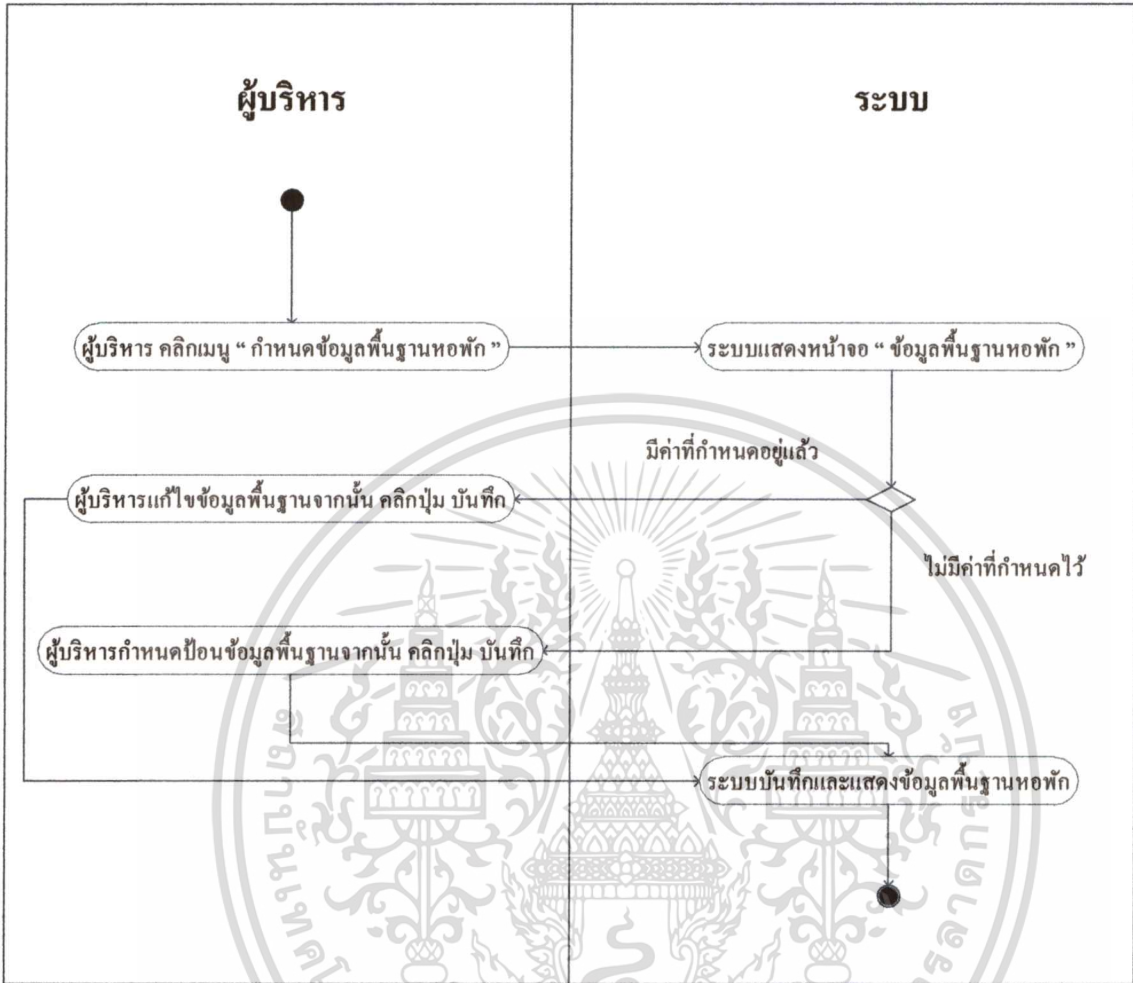 ผู้บริหาร
ระบบ
ผู้บริหาร คลิกเมนู “ กำหนดข้อมูลพื้นฐานหอพัก ”
ระบบแสดงหน้าจอ “ ข้อมูลพื้นฐานหอพัก ”
มีค่าที่กำหนดอยู่แล้ว
ผู้บริหารแก้ไขข้อมูลพื้นฐานจากนั้น คลิกปุ่ม บันทึก
ไม่มีค่าที่กำหนดไว้
ผู้บริหารกำหนดป้อนข้อมูลพื้นฐานจากนั้น คลิกปุ่ม บันทึก
ระบบบันทึกและแสดงข้อมูลพื้นฐานหอพัก